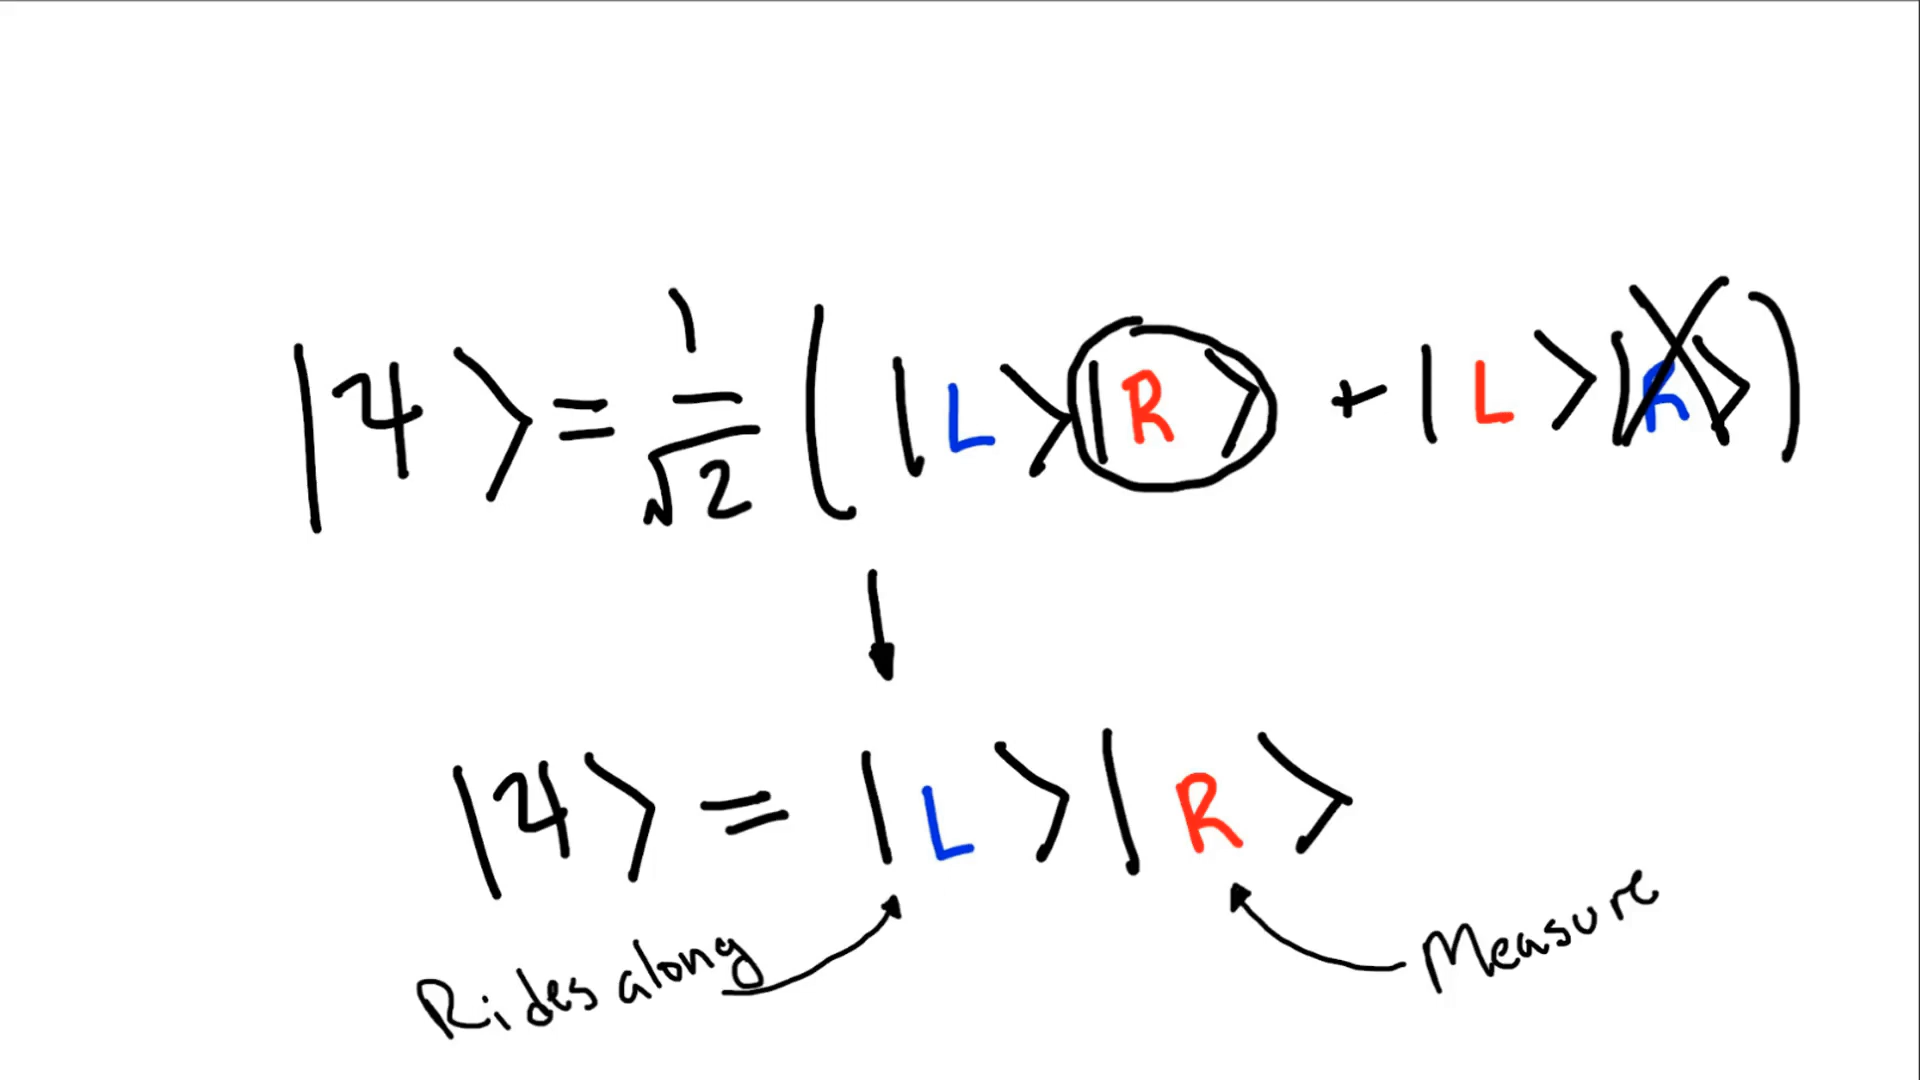 |Ψ⟩ = 1/√2 ( |L⟩|R⟩ + |L⟩|R⟩ )
|Ψ⟩ = |L⟩|R⟩
Rides along Measure